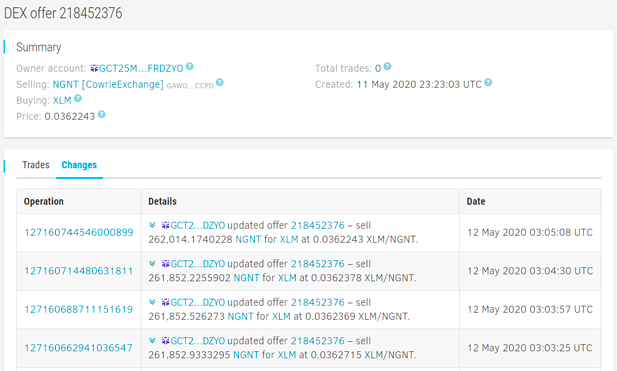 DEX offer 218452376
Summary
Owner account: GCT25M...FRDZYO ?
Total trades: 0 ?
Selling: NGNT [CowrieExchange] GAWO...CCPD ?
Created: 11 May 2020 23:23:03 UTC ?
Buying: XLM ?
Price: 0.0362243 ?
Trades Changes
Operation Details Date
127160744546000899
GCT2...DZYO updated offer 218452376 – sell
262,014.1740228 NGNT for XLM at 0.0362243 XLM/NGNT.
12 May 2020 03:05:08 UTC
127160714480631811
GCT2...DZYO updated offer 218452376 – sell
261,852.2255902 NGNT for XLM at 0.0362378 XLM/NGNT.
12 May 2020 03:04:30 UTC
127160688711151619
GCT2...DZYO updated offer 218452376 – sell
261,852.526273 NGNT for XLM at 0.0362369 XLM/NGNT.
12 May 2020 03:03:57 UTC
127160662941036547
GCT2...DZYO updated offer 218452376 – sell
261,852.9333295 NGNT for XLM at 0.0362715 XLM/NGNT.
12 May 2020 03:03:25 UTC